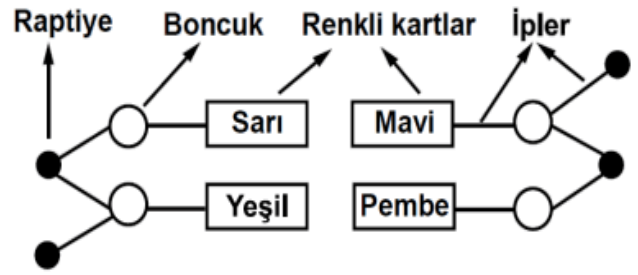 Raptiye Boncuk Renkli kartlar İpler
Sarı Mavi
Yeşil Pembe